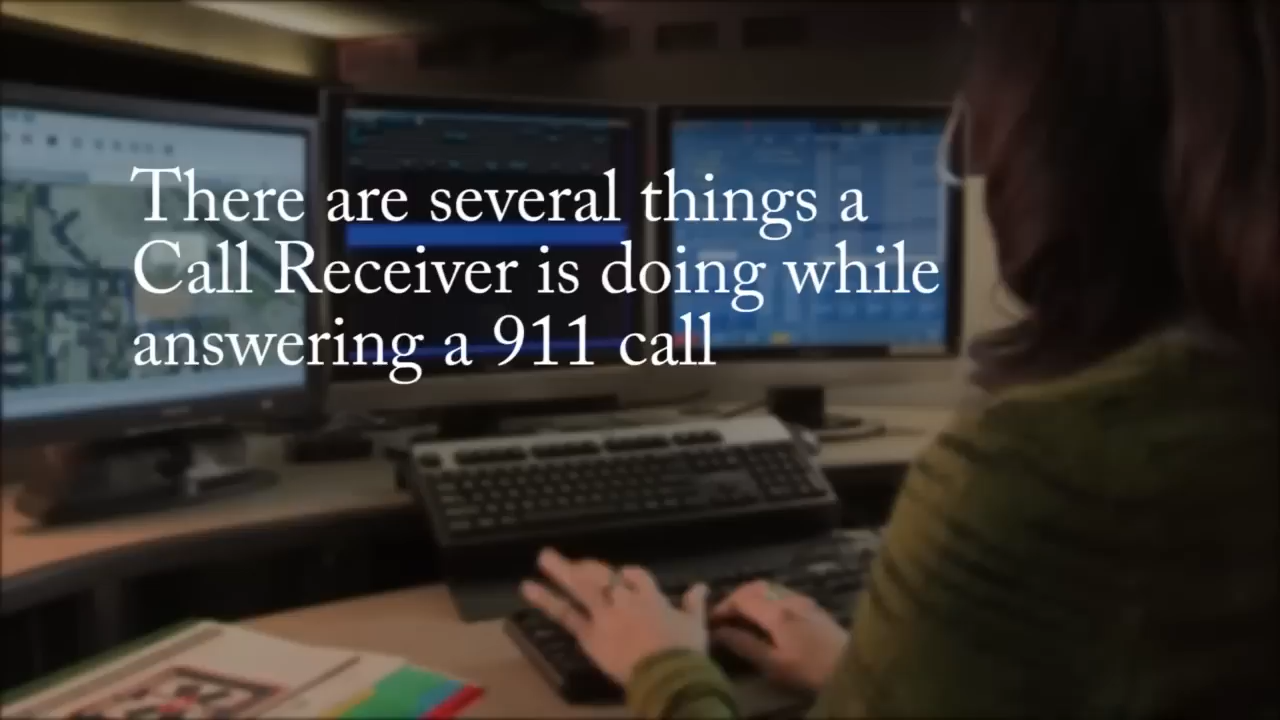 There are several things a
Call Receiver is doing while
answering a 911 call